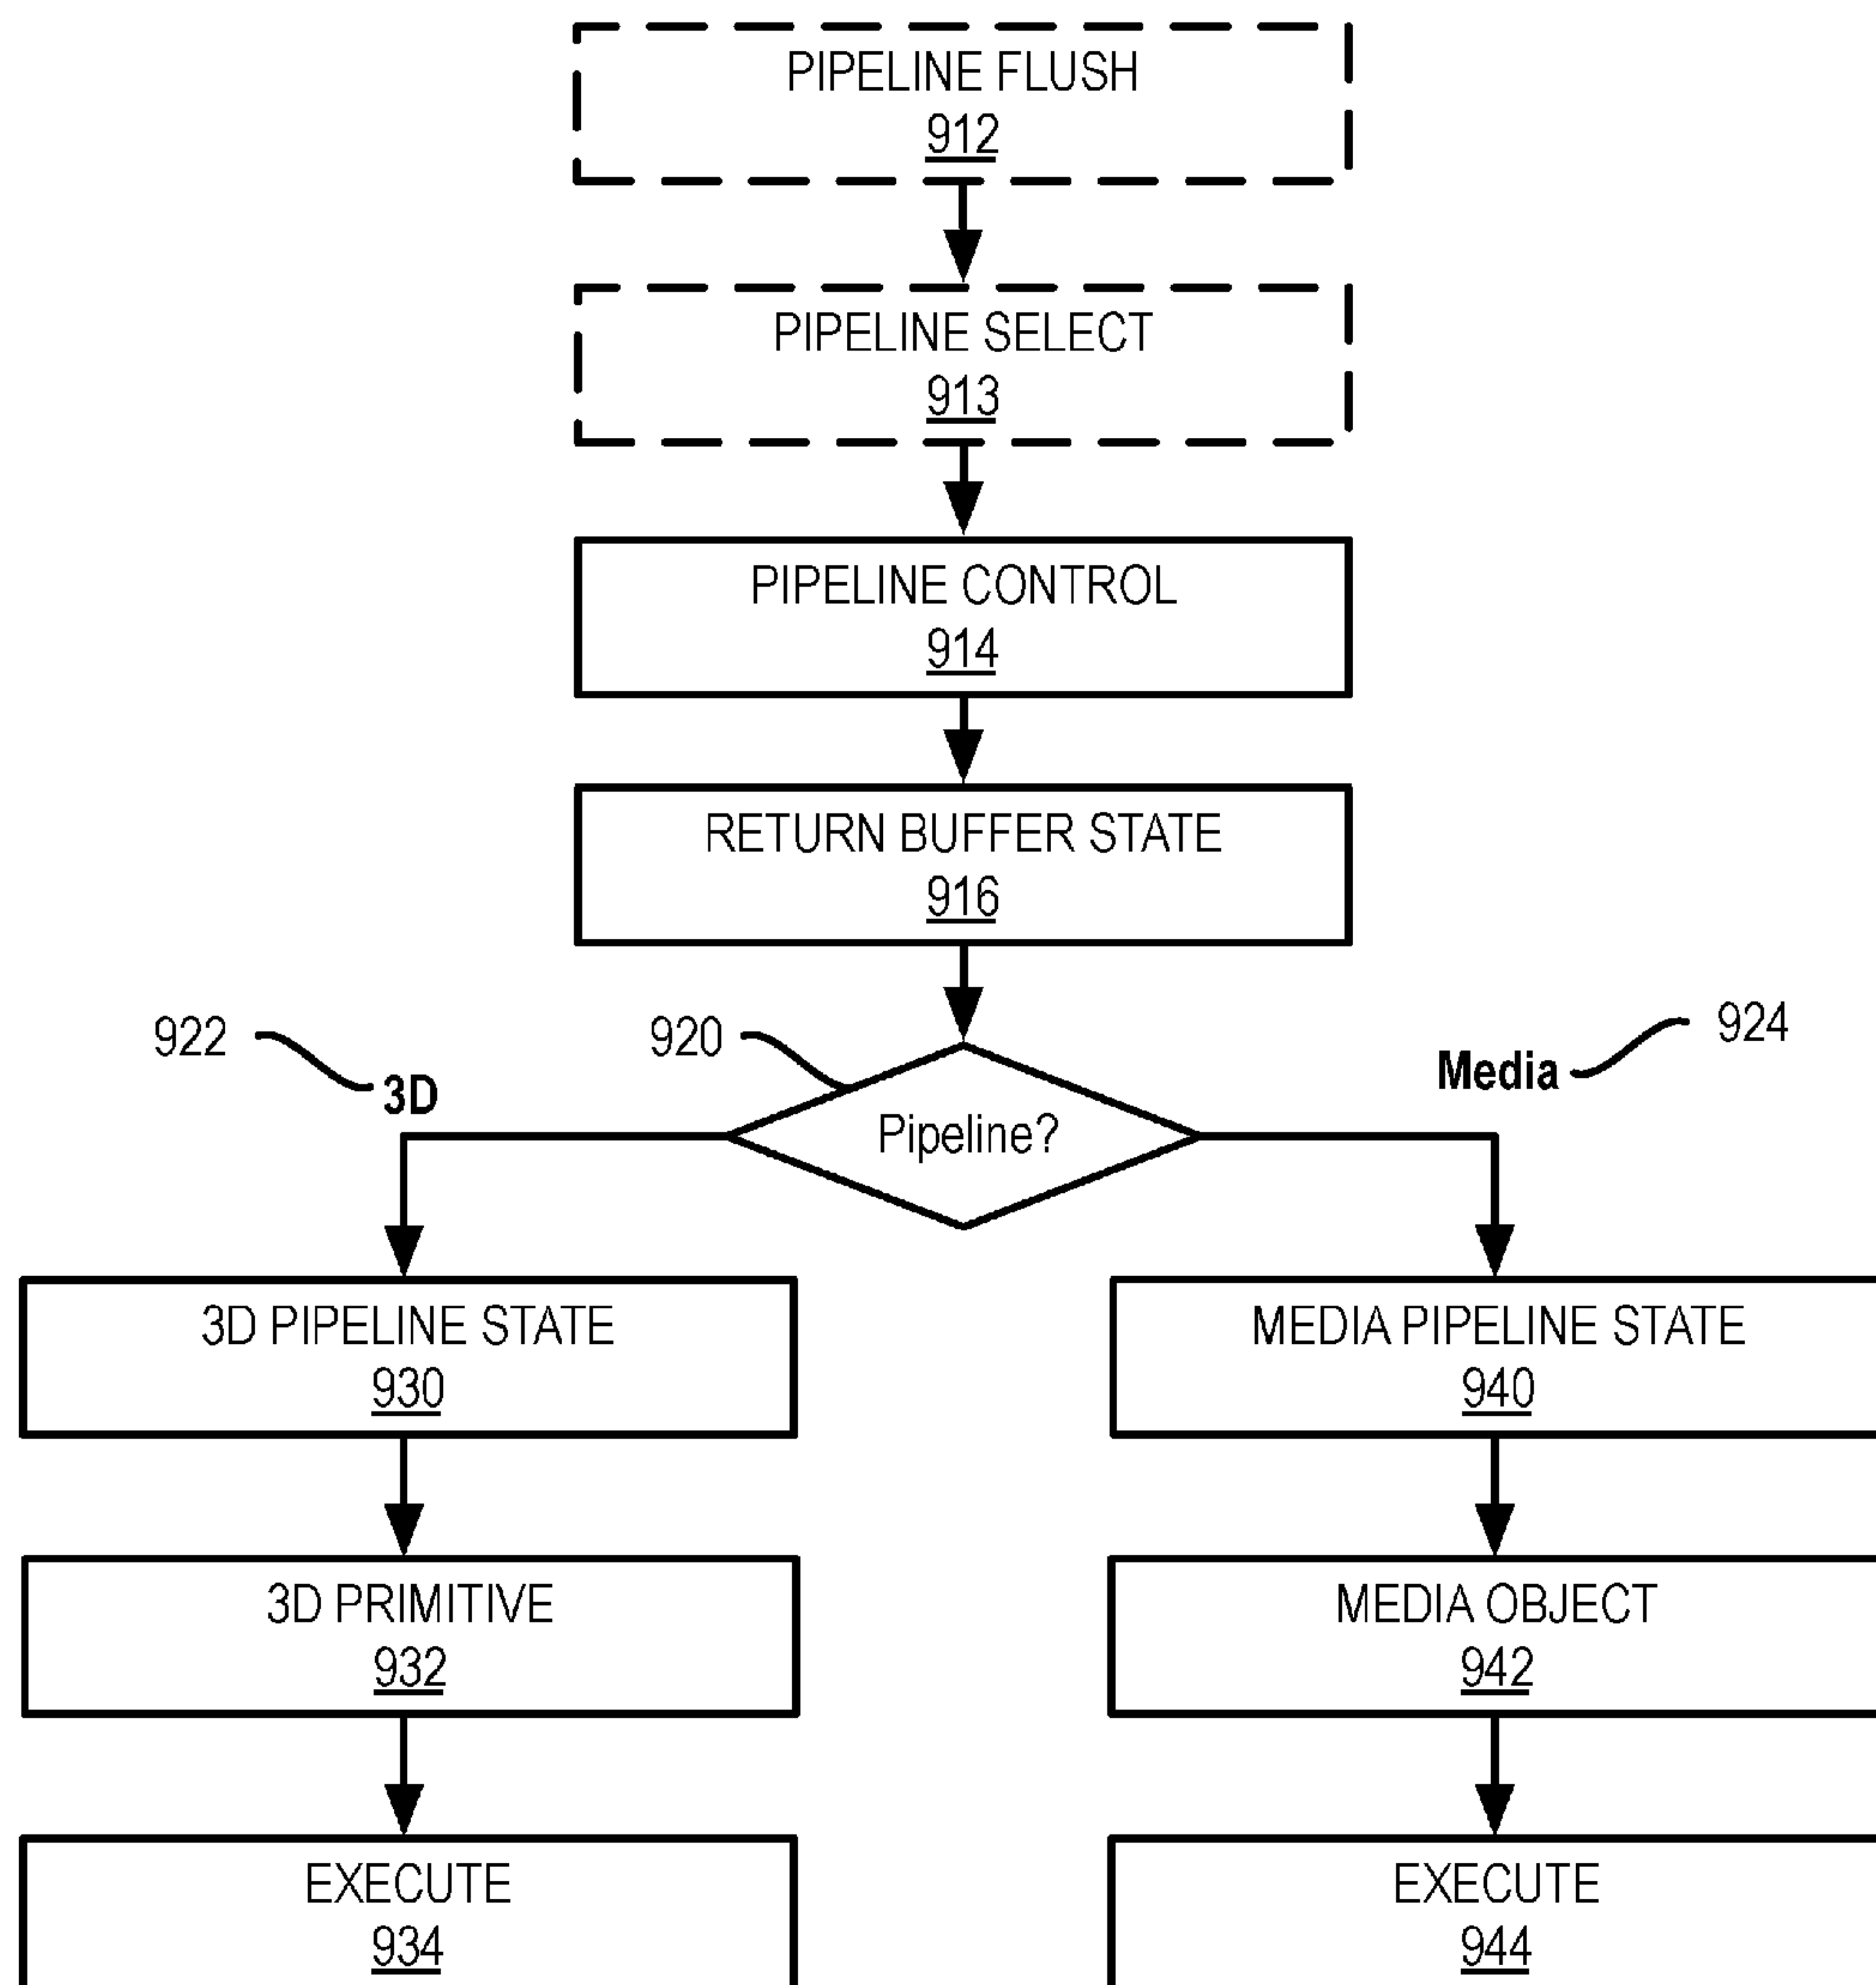 PIPELINE FLUSH
912
PIPELINE SELECT
913
PIPELINE CONTROL
914
RETURN BUFFER STATE
916
922
3D
920
Pipeline?
Media
924
3D PIPELINE STATE
930
MEDIA PIPELINE STATE
940
3D PRIMITIVE
932
MEDIA OBJECT
942
EXECUTE
934
EXECUTE
944